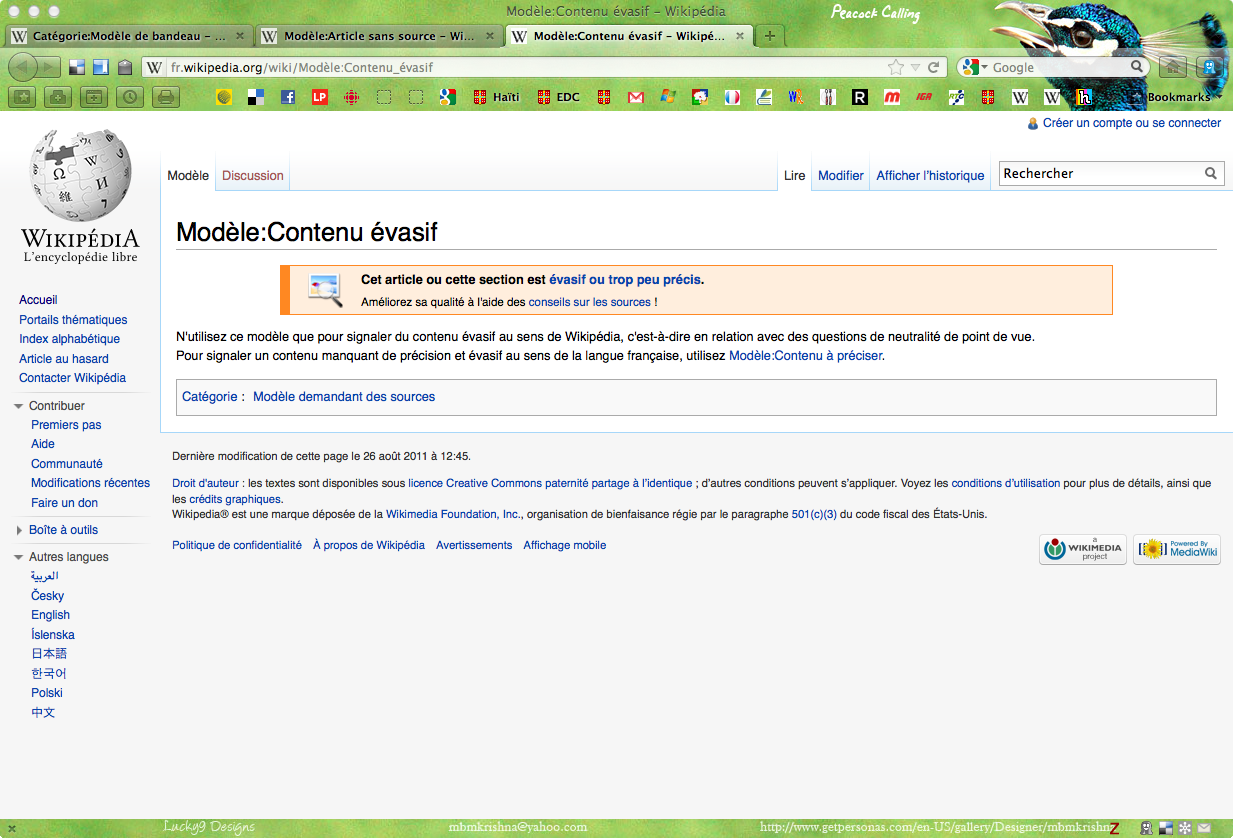 Modèle:Contenu évasif – Wikipédia
Peacock Calling
Catégorie:Modèle de bandeau – ...
Modèle:Article sans source – Wi...
Modèle:Contenu évasif – Wikipé...
fr.wikipedia.org/wiki/Modèle:Contenu_évasif
Google
LP
Haïti
EDC
R
m
IGR
h
Bookmarks
Créer un compte ou se connecter
WIKIPÉDIA
L'encyclopédie libre
Modèle
Discussion
Lire
Modifier
Afficher l'historique
Rechercher
Modèle:Contenu évasif
Cet article ou cette section est évasif ou trop peu précis.
Améliorez sa qualité à l'aide des conseils sur les sources !
N'utilisez ce modèle que pour signaler du contenu évasif au sens de Wikipédia, c'est-à-dire en relation avec des questions de neutralité de point de vue.
Pour signaler un contenu manquant de précision et évasif au sens de la langue française, utilisez Modèle:Contenu à préciser.
Catégorie : Modèle demandant des sources
Accueil
Portails thématiques
Index alphabétique
Article au hasard
Contacter Wikipédia
Contribuer
Premiers pas
Aide
Communauté
Modifications récentes
Faire un don
Boîte à outils
Autres langues
العربية
Česky
English
Íslenska
日本語
한국어
Polski
中文
Dernière modification de cette page le 26 août 2011 à 12:45.
Droit d'auteur : les textes sont disponibles sous licence Creative Commons paternité partage à l'identique ; d'autres conditions peuvent s'appliquer. Voyez les conditions d'utilisation pour plus de détails, ainsi que
les crédits graphiques.
Wikipedia® est une marque déposée de la Wikimedia Foundation, Inc., organisation de bienfaisance régie par le paragraphe 501(c)(3) du code fiscal des États-Unis.
Politique de confidentialité
À propos de Wikipédia
Avertissements
Affichage mobile
a
WIKIMEDIA
project
Powered By
MediaWiki
Lucky9 Designs
mbmkrishna@yahoo.com
http://www.getpersonas.com/en-US/gallery/Designer/mbmkrishn